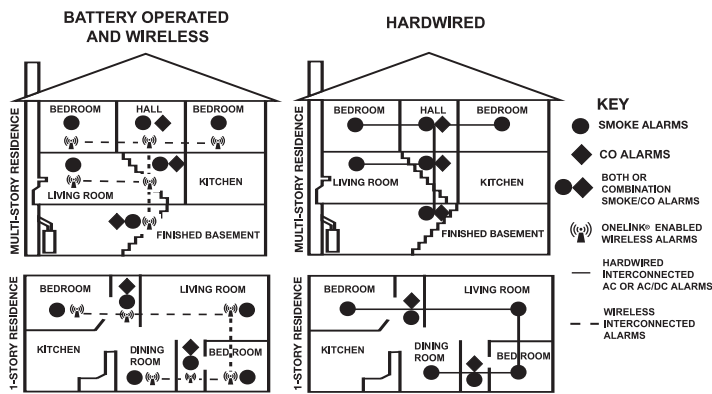 BATTERY OPERATED
AND WIRELESS
HARDWIRED
MULTI-STORY RESIDENCE
BEDROOM
HALL
BEDROOM
LIVING ROOM
KITCHEN
FINISHED BASEMENT
MULTI-STORY RESIDENCE
BEDROOM
HALL
BEDROOM
LIVING ROOM
KITCHEN
FINISHED BASEMENT
1-STORY RESIDENCE
BEDROOM
LIVING ROOM
KITCHEN
DINING
ROOM
BEDROOM
1-STORY RESIDENCE
BEDROOM
LIVING ROOM
KITCHEN
DINING
ROOM
BEDROOM
KEY
SMOKE ALARMS
CO ALARMS
BOTH OR
COMBINATION
SMOKE/CO ALARMS
ONELINK® ENABLED
WIRELESS ALARMS
HARDWIRED
INTERCONNECTED
AC OR AC/DC ALARMS
WIRELESS
INTERCONNECTED
ALARMS